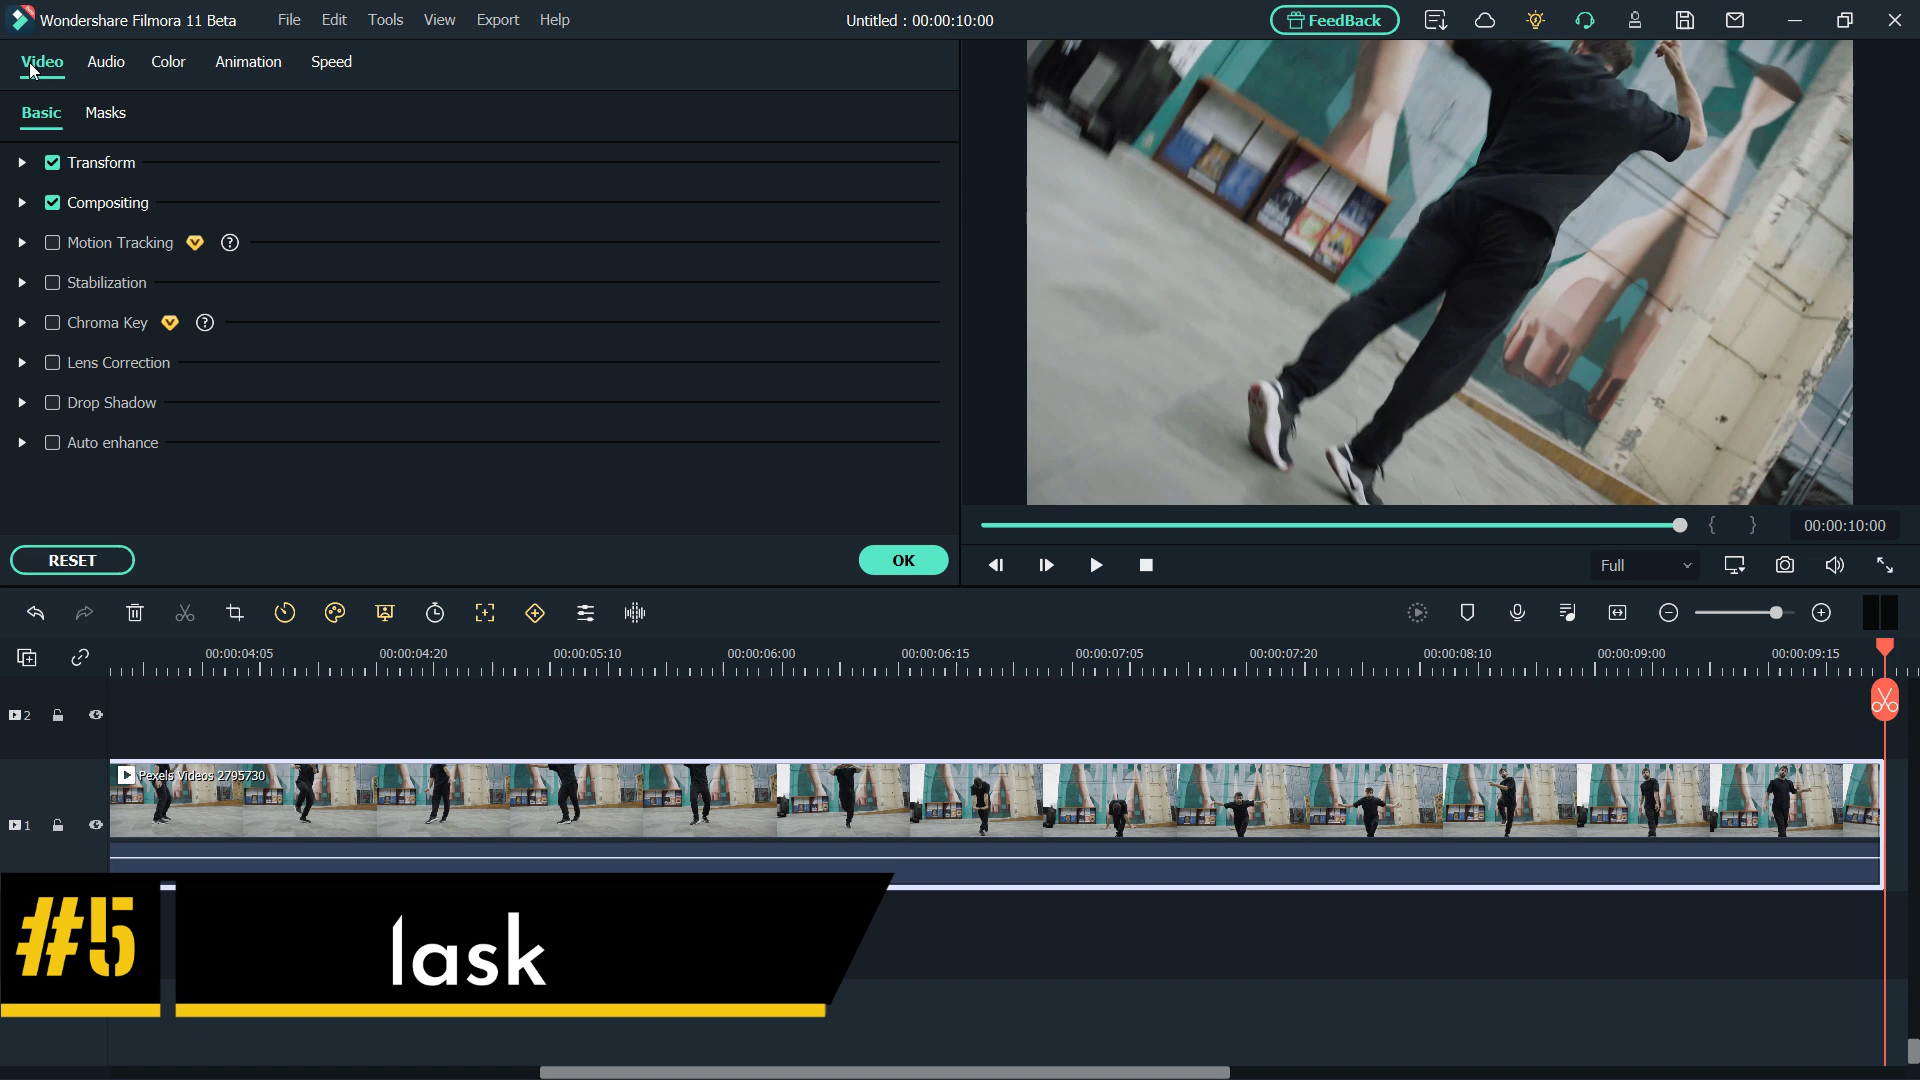 Wondershare Filmora 11 Beta File Edit Tools View Export Help Untitled : 00:00:10:00 FeedBack
Video Audio Color Animation Speed
Basic Masks
Transform
Compositing
Motion Tracking
Stabilization
Chroma Key
Lens Correction
Drop Shadow
Auto enhance
RESET OK
00:00:10:00
Full
00:00:04:05 00:00:04:20 00:00:05:10 00:00:06:00 00:00:06:15 00:00:07:05 00:00:07:20 00:00:08:10 00:00:09:00 00:00:09:15
2
Pexels Videos 2795730
1
#5 lask